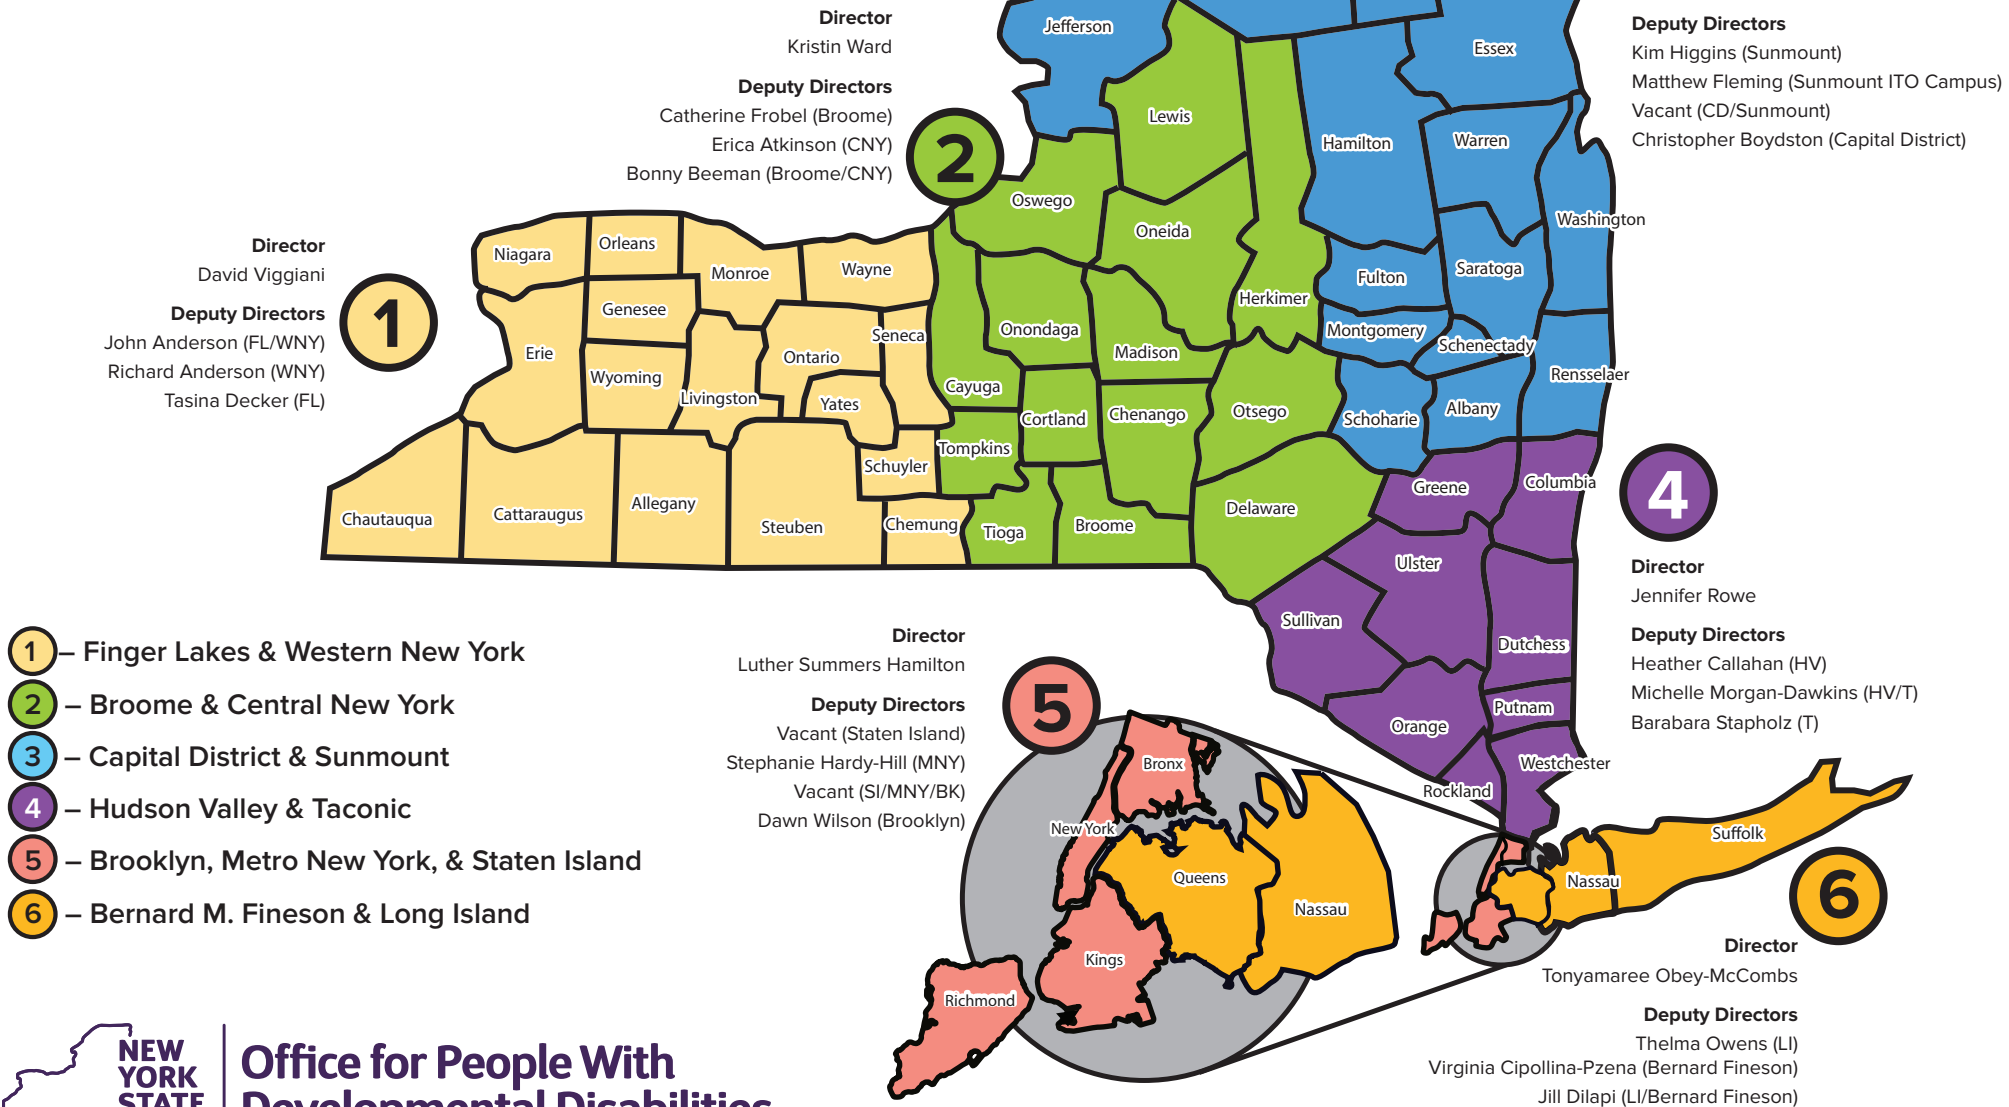 Director
Kristin Ward
Deputy Directors
Catherine Frobel (Broome)
Erica Atkinson (CNY)
Bonny Beeman (Broome/CNY)
2
Deputy Directors
Kim Higgins (Sunmount)
Matthew Fleming (Sunmount ITO Campus)
Vacant (CD/Sunmount)
Christopher Boydston (Capital District)
Director
David Viggiani
Deputy Directors
John Anderson (FL/WNY)
Richard Anderson (WNY)
Tasina Decker (FL)
1
Jefferson
Essex
Lewis
Hamilton
Warren
Oswego
Oneida
Washington
Niagara
Orleans
Monroe
Wayne
Herkimer
Fulton
Saratoga
Genesee
Erie
Seneca
Onondaga
Madison
Montgomery
Schenectady
Ontario
Wyoming
Livingston
Yates
Cayuga
Cortland
Chenango
Otsego
Schoharie
Albany
Rensselaer
Tompkins
Schuyler
Chautauqua
Cattaraugus
Allegany
Steuben
Chemung
Tioga
Broome
Delaware
Greene
Columbia
Ulster
Sullivan
Dutchess
Putnam
Orange
Westchester
Rockland
4
Director
Jennifer Rowe
Deputy Directors
Heather Callahan (HV)
Michelle Morgan-Dawkins (HV/T)
Barabara Stapholz (T)
1 – Finger Lakes & Western New York
2 – Broome & Central New York
3 – Capital District & Sunmount
4 – Hudson Valley & Taconic
5 – Brooklyn, Metro New York, & Staten Island
6 – Bernard M. Fineson & Long Island
Director
Luther Summers Hamilton
Deputy Directors
Vacant (Staten Island)
Stephanie Hardy-Hill (MNY)
Vacant (SI/MNY/BK)
Dawn Wilson (Brooklyn)
5
Bronx
New York
Queens
Nassau
Kings
Richmond
Suffolk
Nassau
6
Director
Tonyamaree Obey-McCombs
Deputy Directors
Thelma Owens (LI)
Virginia Cipollina-Pzena (Bernard Fineson)
Jill Dilapi (LI/Bernard Fineson)
NEW
YORK
STATE
Office for People With
Developmental Disabilities